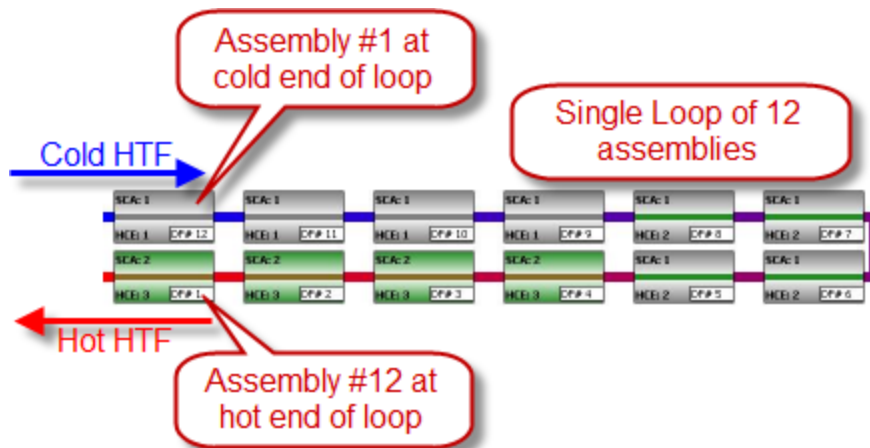 Assembly #1 at
cold end of loop
Single Loop of 12
assemblies
Cold HTF
SCA: 1
HCE: 1 DF# 12
SCA: 1
HCE: 1 DF# 11
SCA: 1
HCE: 1 DF# 10
SCA: 1
HCE: 1 DF# 9
SCA: 1
HCE: 2 DF# 8
SCA: 1
HCE: 2 DF# 7
SCA: 2
HCE: 3 DF# 1
SCA: 2
HCE: 3 DF# 2
SCA: 2
HCE: 3 DF# 3
SCA: 2
HCE: 3 DF# 4
SCA: 1
HCE: 2 DF# 5
SCA: 1
HCE: 2 DF# 6
Hot HTF
Assembly #12 at
hot end of loop